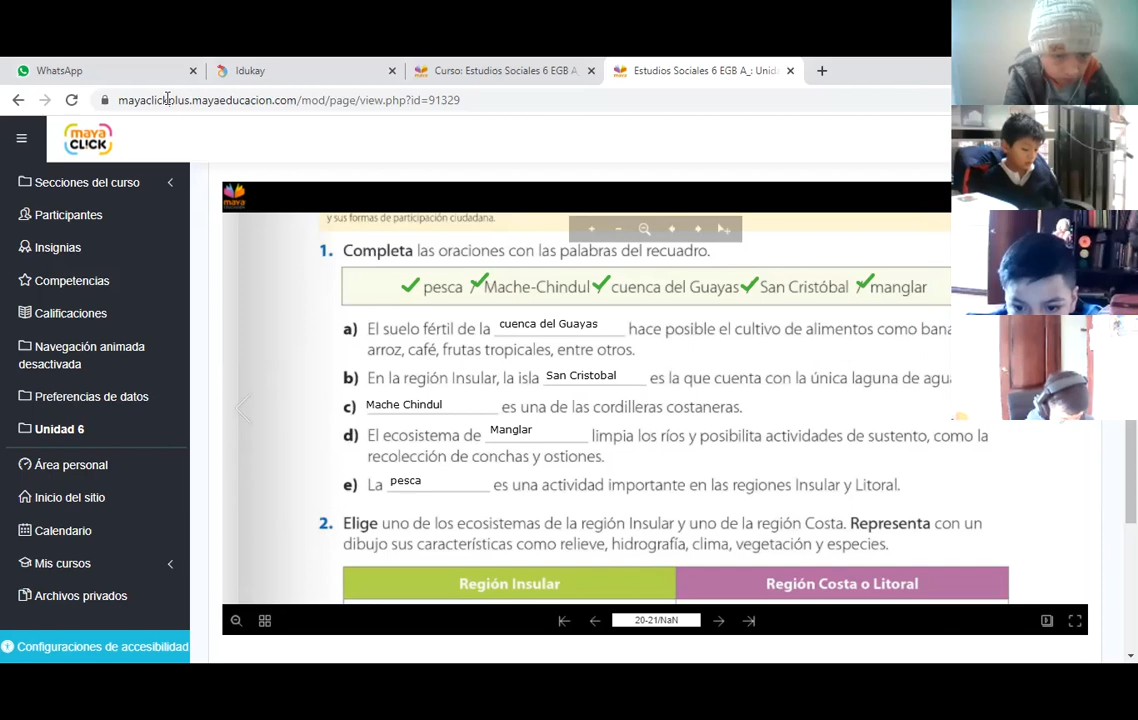 WhatsApp
Idukay
Curso: Estudios Sociales 6 EGB A_
Estudios Sociales 6 EGB A_: Unid
mayaclickplus.mayaeducacion.com/mod/page/view.php?id=91329
maya
CLICK
Secciones del curso
Participantes
Insignias
Competencias
Calificaciones
Navegación animada
desactivada
Preferencias de datos
Unidad 6
Área personal
Inicio del sitio
Calendario
Mis cursos
Archivos privados
Configuraciones de accesibilidad
maya
y sus formas de participación ciudadana.
1. Completa las oraciones con las palabras del recuadro.
pesca / Mache-Chindul / cuenca del Guayas / San Cristóbal / manglar
a) El suelo fértil de la cuenca del Guayas hace posible el cultivo de alimentos como bana
arroz, café, frutas tropicales, entre otros.
b) En la región Insular, la isla San Cristobal es la que cuenta con la única laguna de agu
c) Mache Chindul es una de las cordilleras costaneras.
d) El ecosistema de Manglar limpia los ríos y posibilita actividades de sustento, como la
recolección de conchas y ostiones.
e) La pesca es una actividad importante en las regiones Insular y Litoral.
2. Elige uno de los ecosistemas de la región Insular y uno de la región Costa. Representa con un
dibujo sus características como relieve, hidrografía, clima, vegetación y especies.
Región Insular
Región Costa o Litoral
20-21/NaN